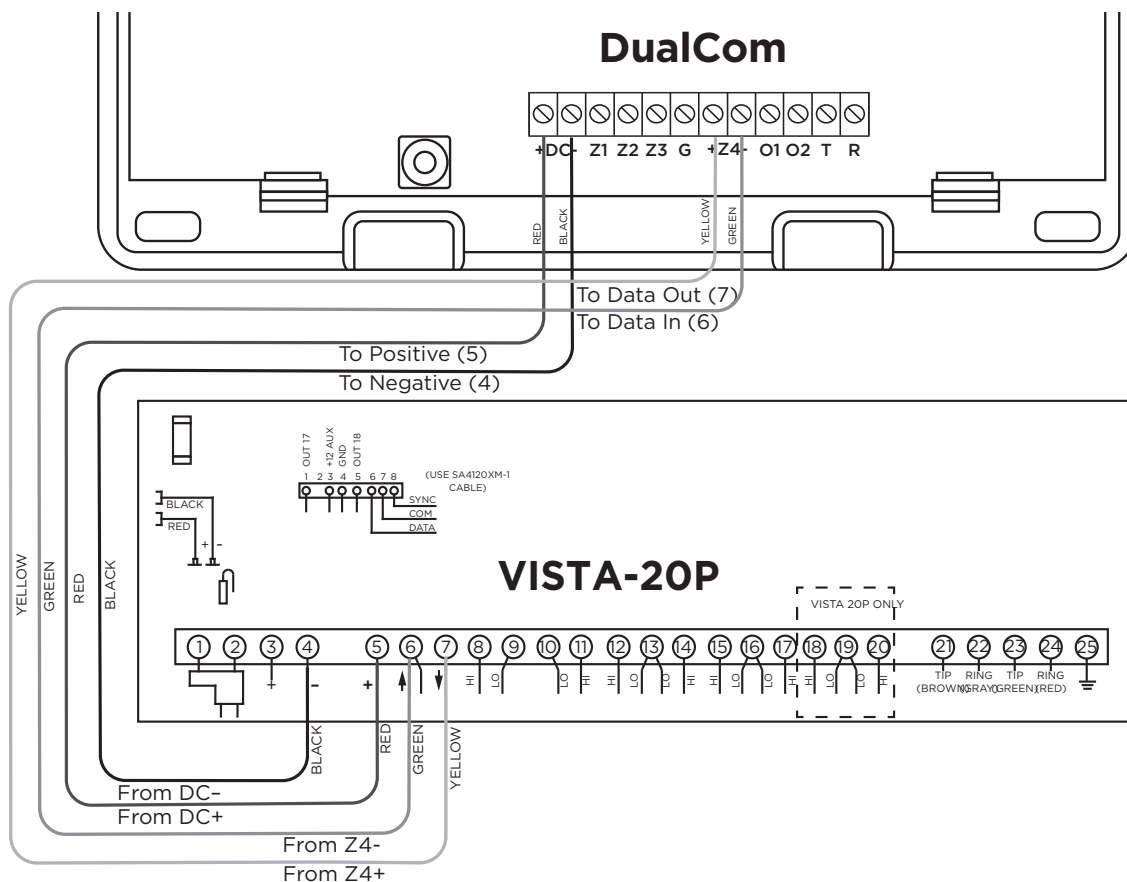 DualCom
+DC- Z1 Z2 Z3 G +Z4- O1 O2 T R
RED
BLACK
YELLOW
GREEN
To Data Out (7)
To Data In (6)
To Positive (5)
To Negative (4)
OUT 17
+12 AUX
GND
OUT 18
1 2 3 4 5 6 7 8
(USE SA4120XM-1
CABLE)
SYNC
COM
DATA
BLACK
RED
+ -
YELLOW
GREEN
RED
BLACK
VISTA-20P
VISTA 20P ONLY
1 2 3 4 5 6 7 8 9 10 11 12 13 14 15 16 17 18 19 20 21 22 23 24 25
+ - +
HI LO LO HI HI LO LO HI HI LO LO HI HI LO LO HI
TIP RING TIP RING
(BROWN) (GRAY) (GREEN) (RED)
BLACK
RED
GREEN
YELLOW
From DC-
From DC+
From Z4-
From Z4+